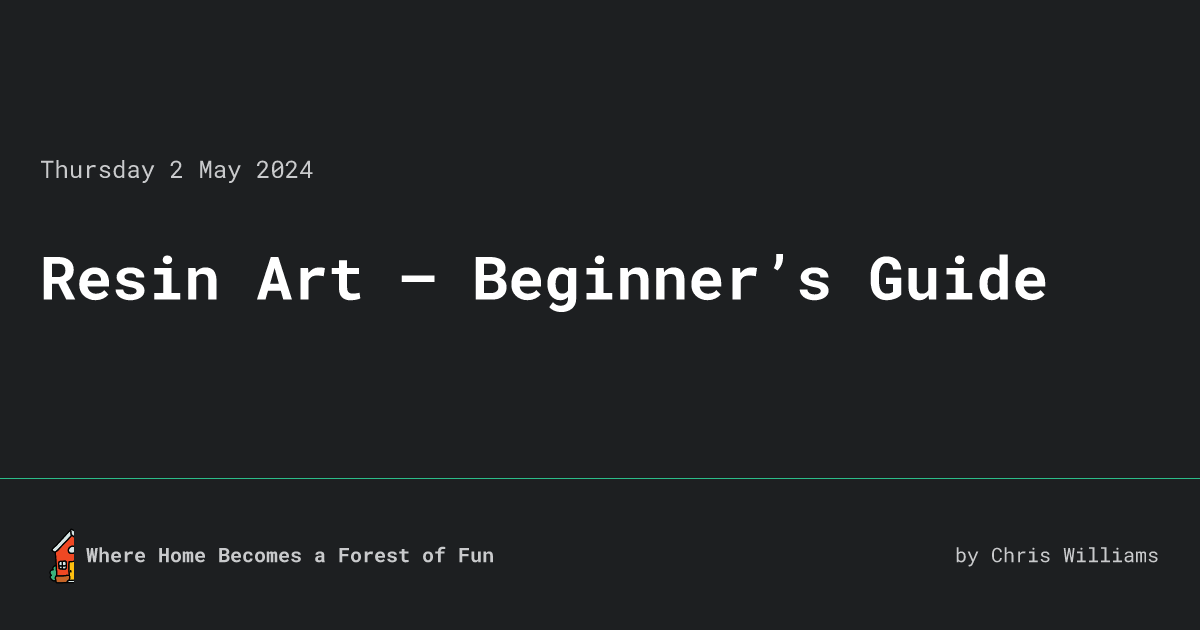 Thursday 2 May 2024
Resin Art – Beginner’s Guide
Where Home Becomes a Forest of Fun
by Chris Williams